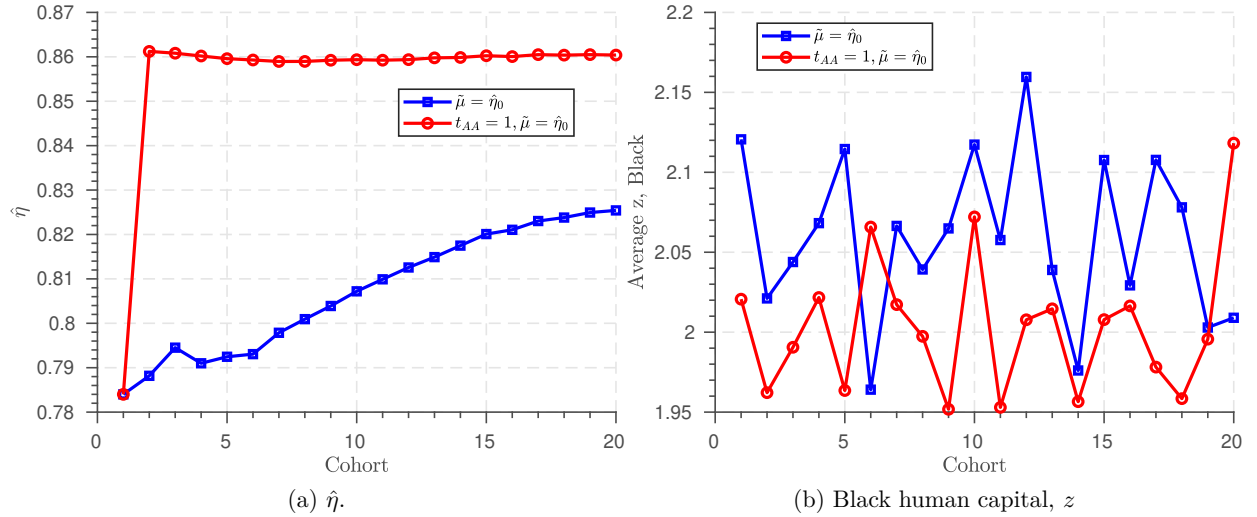 0.87
0.86
0.85
0.84
0.83
0.82
0.81
0.8
0.79
0.78
0 5 10 15 20
η̂
Cohort
μ̃ = η̂₀
t_AA = 1, μ̃ = η̂₀
(a) η̂.
2.2
2.15
2.1
2.05
2
1.95
0 5 10 15 20
Average z, Black
Cohort
μ̃ = η̂₀
t_AA = 1, μ̃ = η̂₀
(b) Black human capital, z